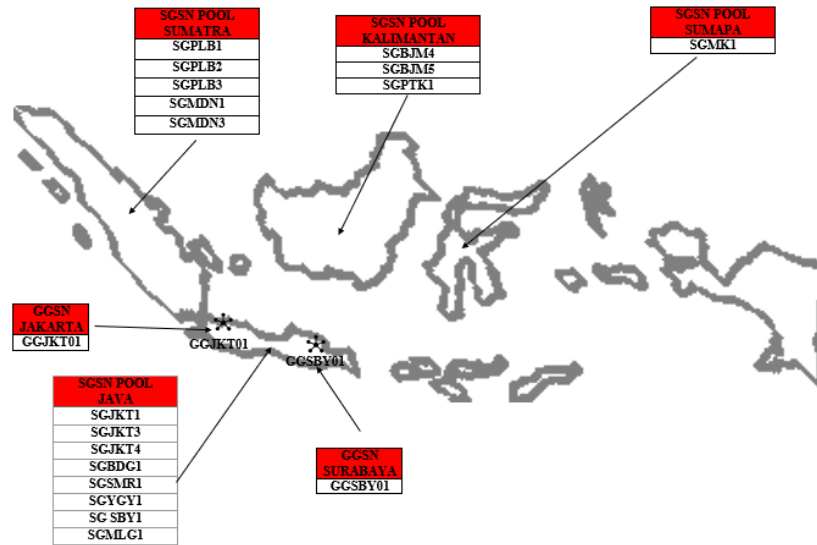 SGSN POOL
SUMATRA
SGPLB1
SGPLB2
SGPLB3
SGMDN1
SGMDN3
SGSN POOL
KALIMANTAN
SGBJM4
SGBJM5
SGPTK1
SGSN POOL
SUMAPA
SGMK1
GGSN
JAKARTA
GGJKT01
GGJKT01
GGSBY01
SGSN POOL
JAVA
SGJKT1
SGJKT3
SGJKT4
SGBDG1
SGSMR1
SGYGY1
SG SBY1
SGMLG1
GGSN
SURABAYA
GGSBY01